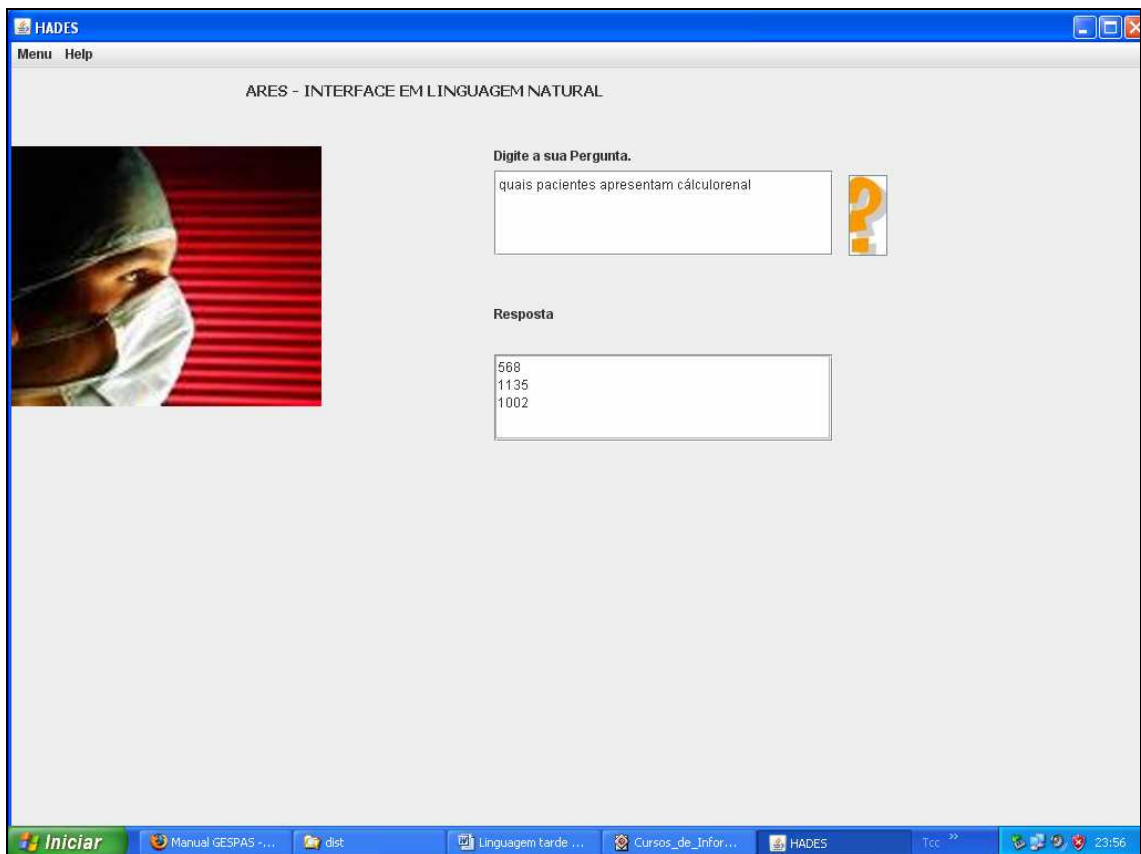 HADES
Menu Help
ARES - INTERFACE EM LINGUAGEM NATURAL
Digite a sua Pergunta.
quais pacientes apresentam cálculorenal
Resposta
568
1135
1002
Iniciar Manual GESPAS -... dist Linguagem tarde ... Cursos_de_Infor... HADES Tcc 23:56